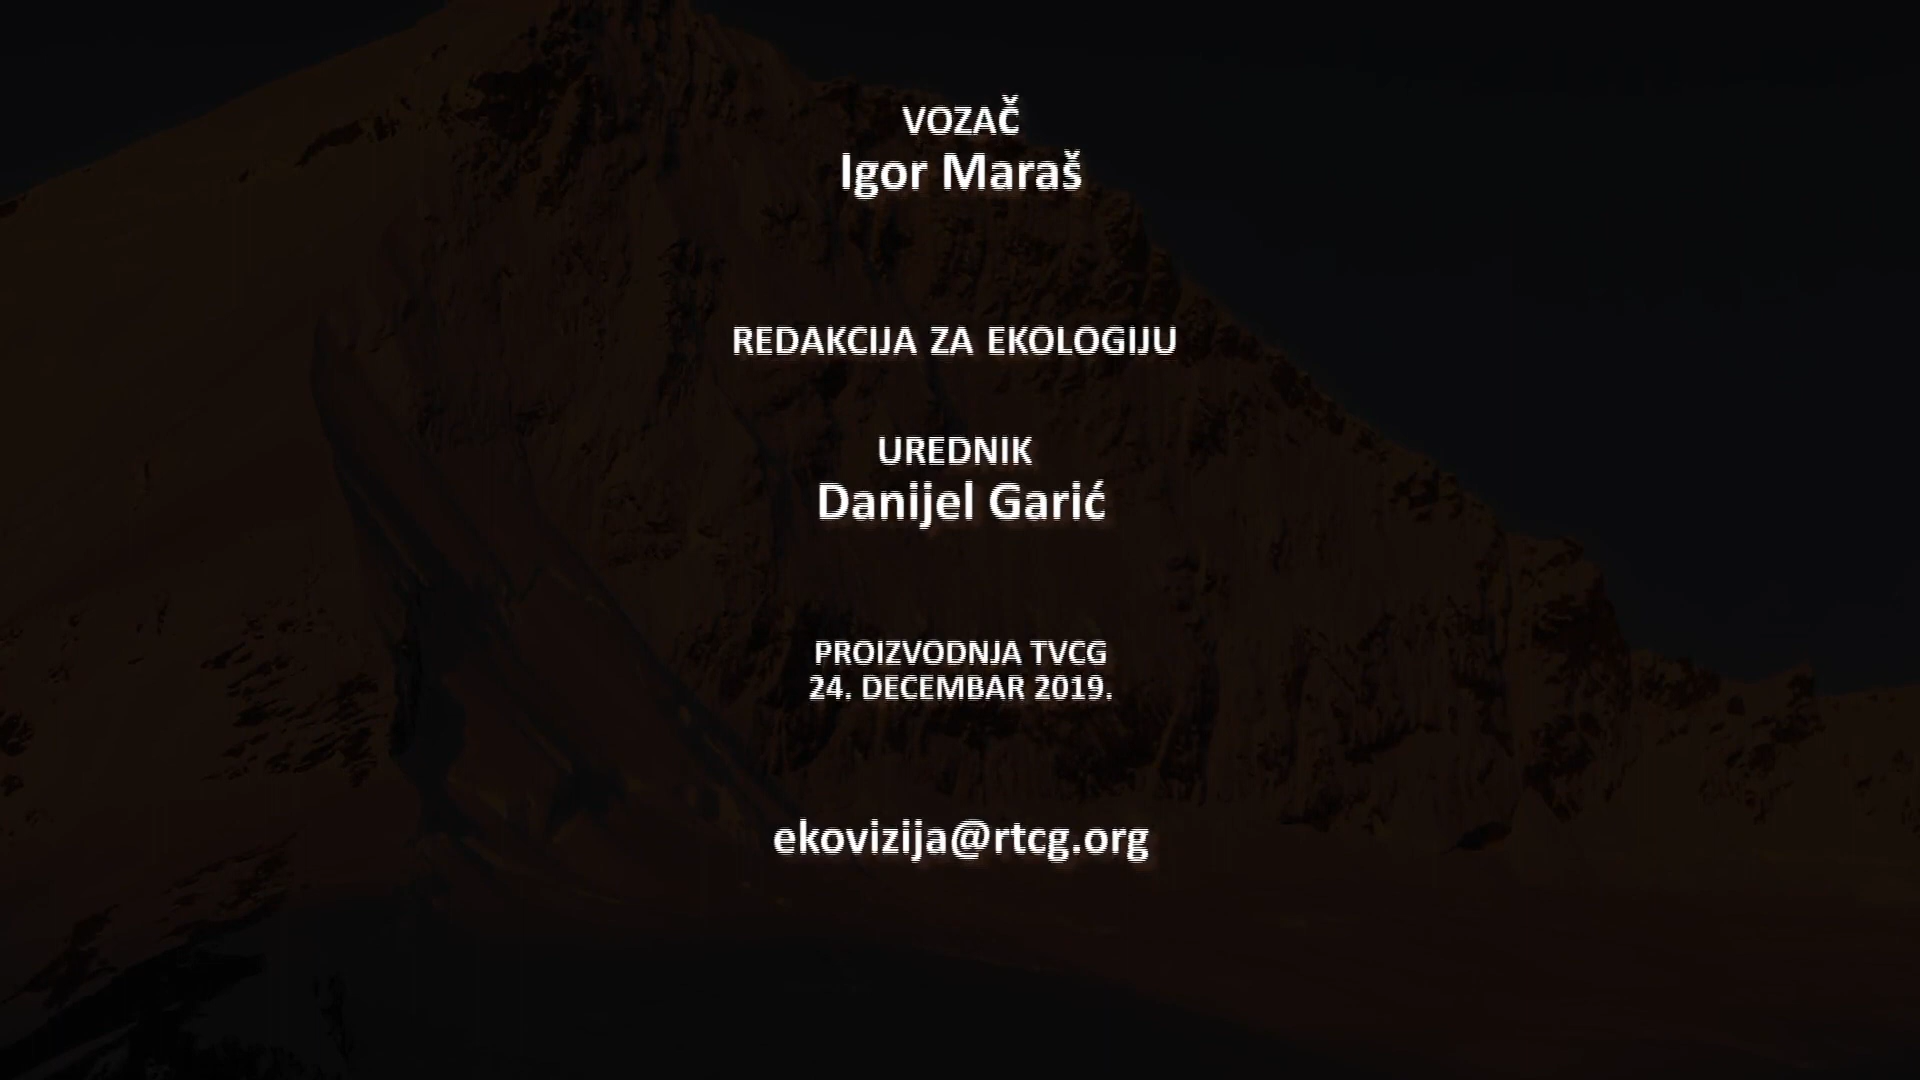 VOZAČ
Igor Maraš
REDAKCIJA ZA EKOLOGIJU
UREDNIK
Danijel Garić
PROIZVODNJA TVCG
24. DECEMBAR 2019.
ekovizija@rtcg.org